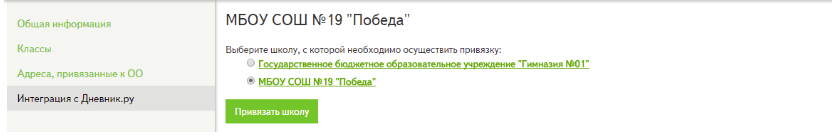 Общая информация
Классы
Адреса, привязанные к ОО
Интеграция с Дневник.ру
МБОУ СОШ №19 "Победа"
Выберите школу, с которой необходимо осуществить привязку:
Государственное бюджетное образовательное учреждение "Гимназия №01"
МБОУ СОШ №19 "Победа"
Привязать школу